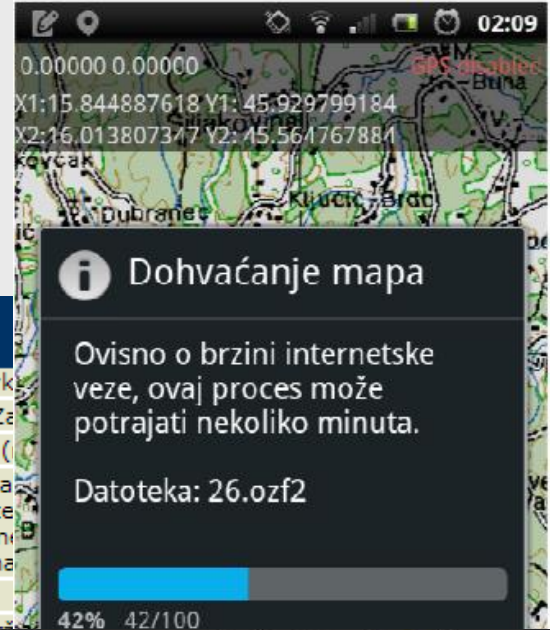 02:09
0.00000 0.00000
GPS disabled
X1:15.844887618 Y1: 45.929799184
X2:16.013807347 Y2: 45.564767884
Dubranec
Ključić Brdo
Dohvaćanje mapa
Ovisno o brzini internetske
veze, ovaj proces može
potrajati nekoliko minuta.
Datoteka: 26.ozf2
42% 42/100